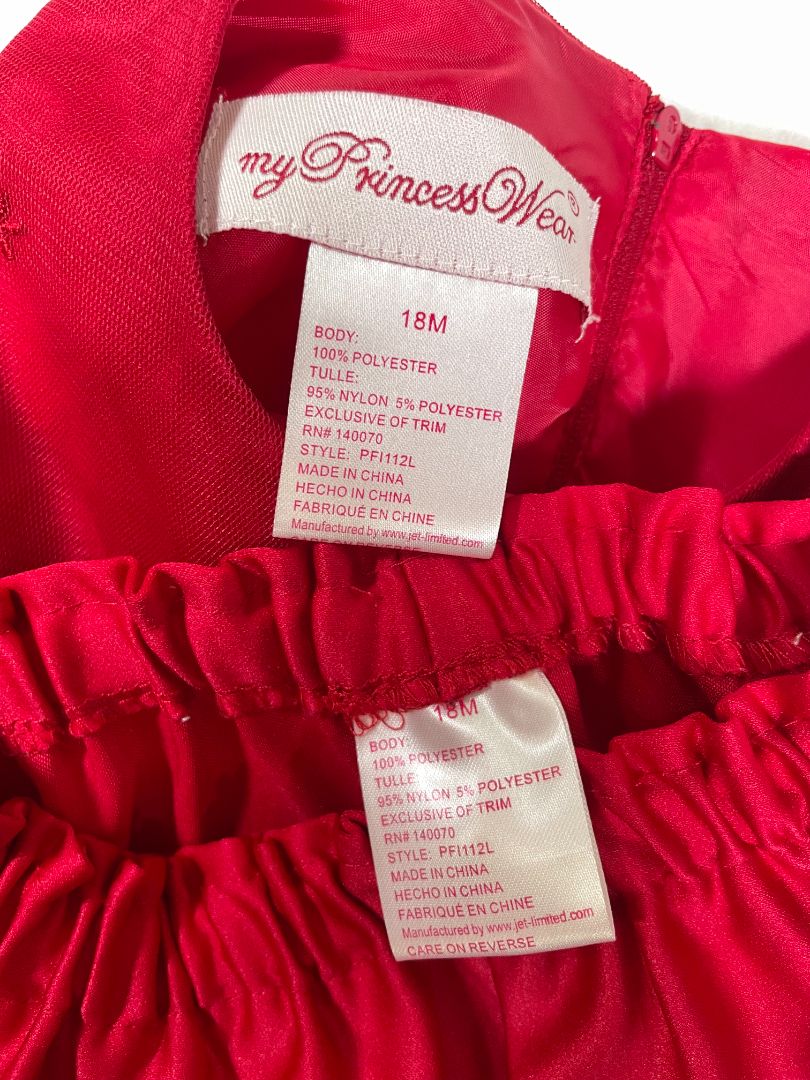 my Princess Wear®
18M
BODY:
100% POLYESTER
TULLE:
95% NYLON 5% POLYESTER
EXCLUSIVE OF TRIM
RN# 140070
STYLE: PFI112L
MADE IN CHINA
HECHO IN CHINA
FABRIQUÉ EN CHINE
Manufactured by www.jet-limited.com
18M
BODY:
100% POLYESTER
TULLE:
95% NYLON 5% POLYESTER
EXCLUSIVE OF TRIM
RN# 140070
STYLE: PFI112L
MADE IN CHINA
HECHO IN CHINA
FABRIQUÉ EN CHINE
Manufactured by www.jet-limited.com
CARE ON REVERSE